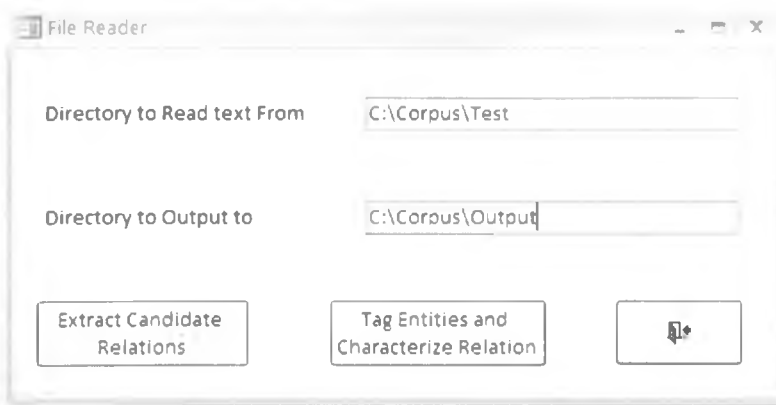 File Reader
Directory to Read text From
C:\Corpus\Test
Directory to Output to
C:\Corpus\Output
Extract Candidate
Relations
Tag Entities and
Characterize Relation